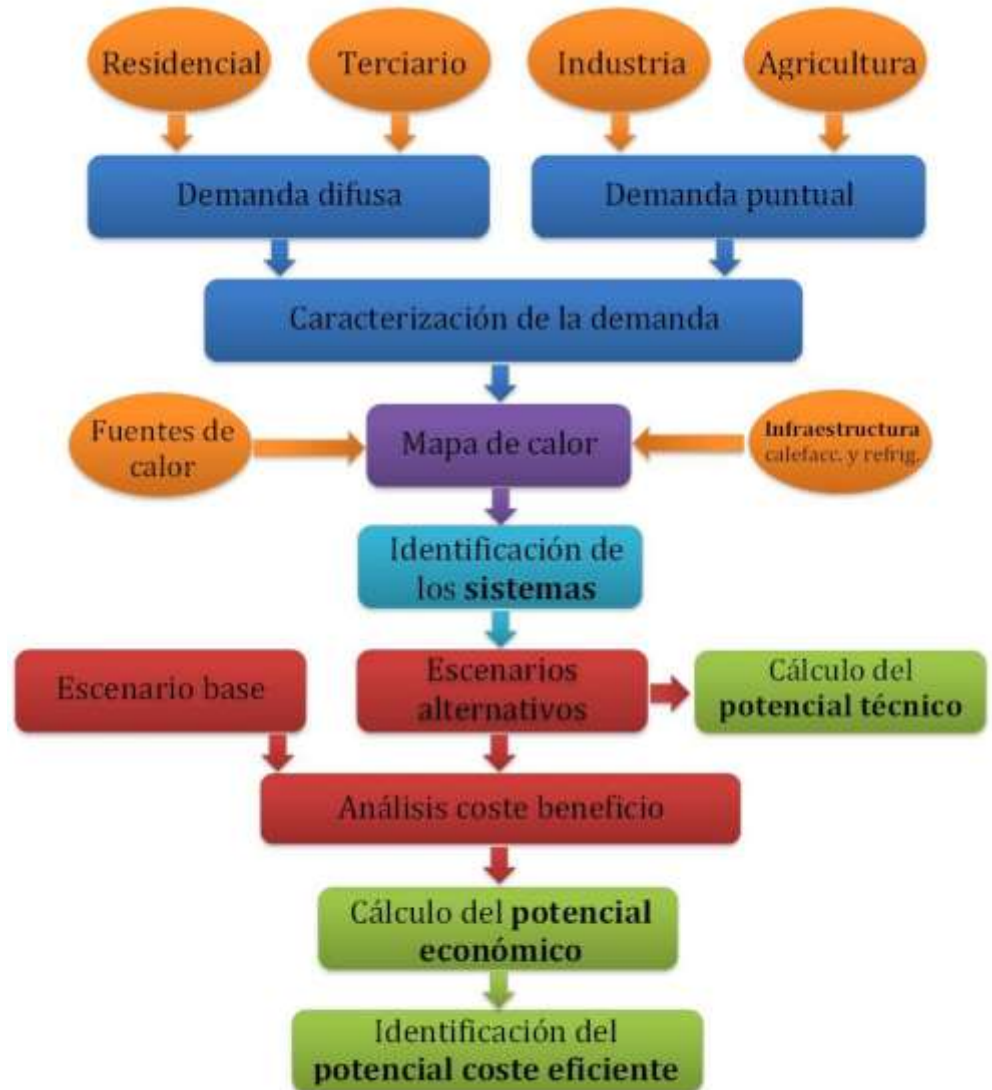 Residencial
Terciario
Industria
Agricultura
Demanda difusa
Demanda puntual
Caracterización de la demanda
Fuentes de
calor
Mapa de calor
Infraestructura
calefacc. y refrig.
Identificación de
los sistemas
Escenario base
Escenarios
alternativos
Cálculo del
potencial técnico
Análisis coste beneficio
Cálculo del potencial
económico
Identificación del
potencial coste eficiente